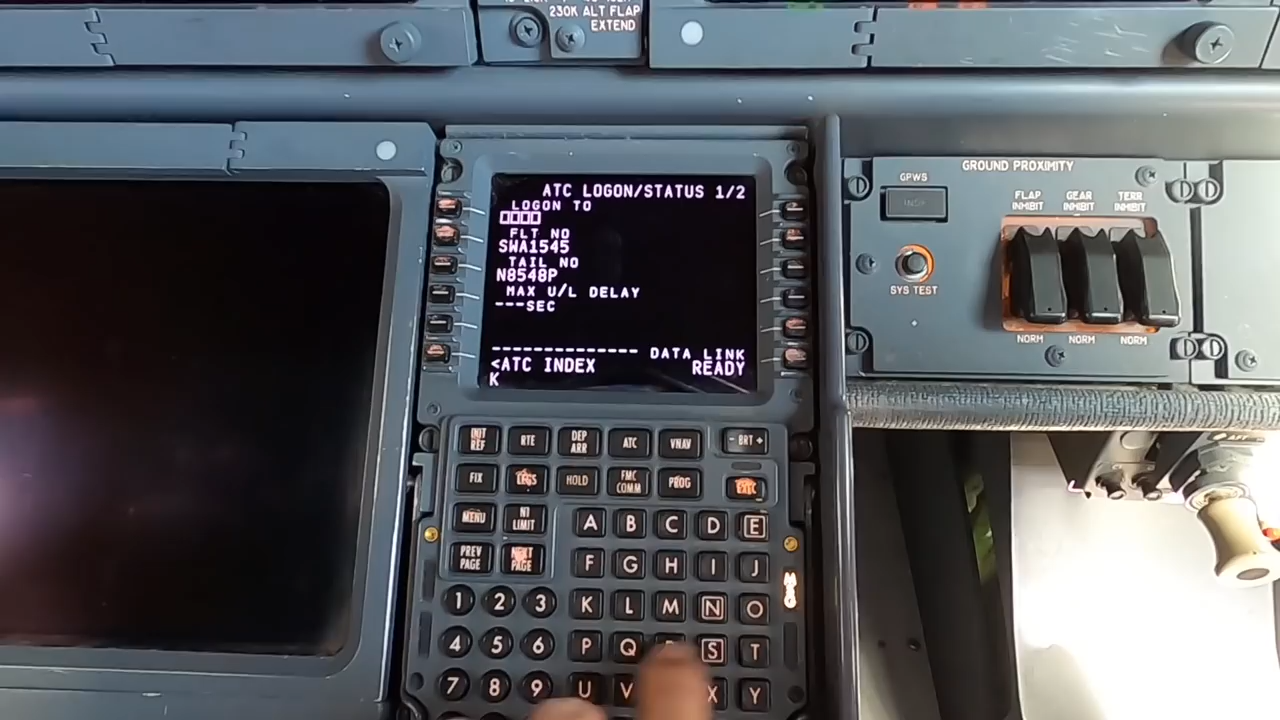 230K ALT FLAP
EXTEND
ATC LOGON/STATUS 1/2
LOGON TO
□□□□
FLT NO
SWA1545
TAIL NO
N8548P
MAX U/L DELAY
---SEC
-------------- DATA LINK
<ATC INDEX READY
K
GROUND PROXIMITY
GPWS
INOP
SYS TEST
FLAP INHIBIT
GEAR INHIBIT
TERR INHIBIT
NORM NORM NORM
INIT REF
RTE
DEP ARR
ATC
VNAV
- BRT +
FIX
LEGS
HOLD
FMC COMM
PROG
EXEC
MENU
N1 LIMIT
A B C D E
PREV PAGE
NEXT PAGE
F G H I J
1 2 3 K L M N O
4 5 6 P Q S T
7 8 9 U V X Y
MSG